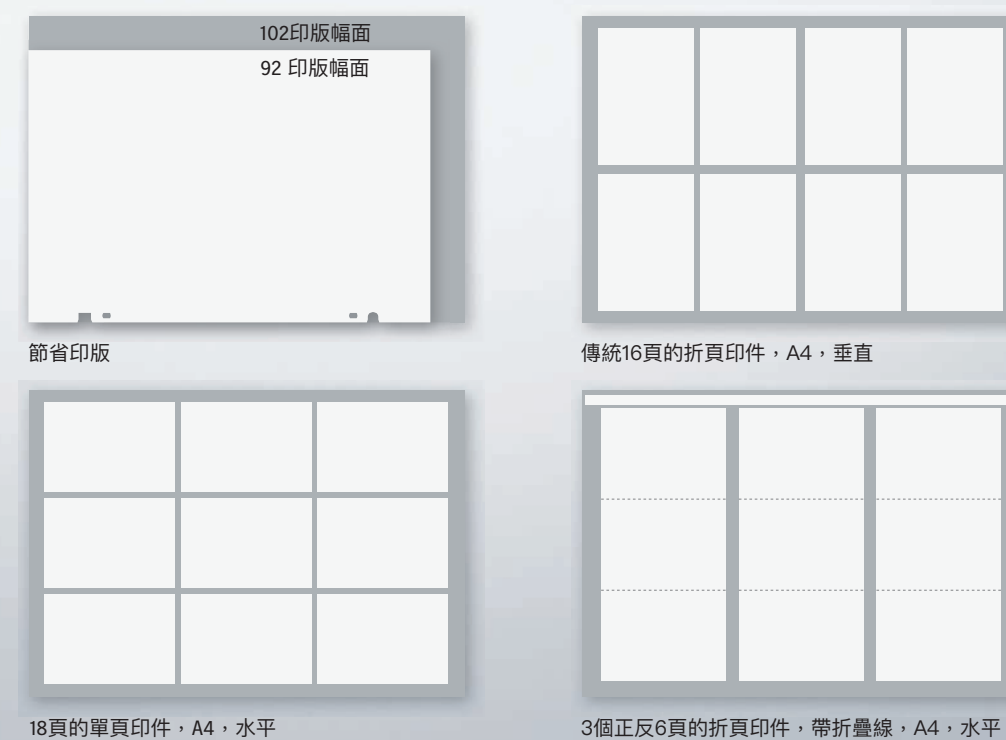 102印版幅面
92 印版幅面
節省印版
傳統16頁的折頁印件，A4，垂直
18頁的單頁印件，A4，水平
3個正反6頁的折頁印件，帶折疊線，A4，水平